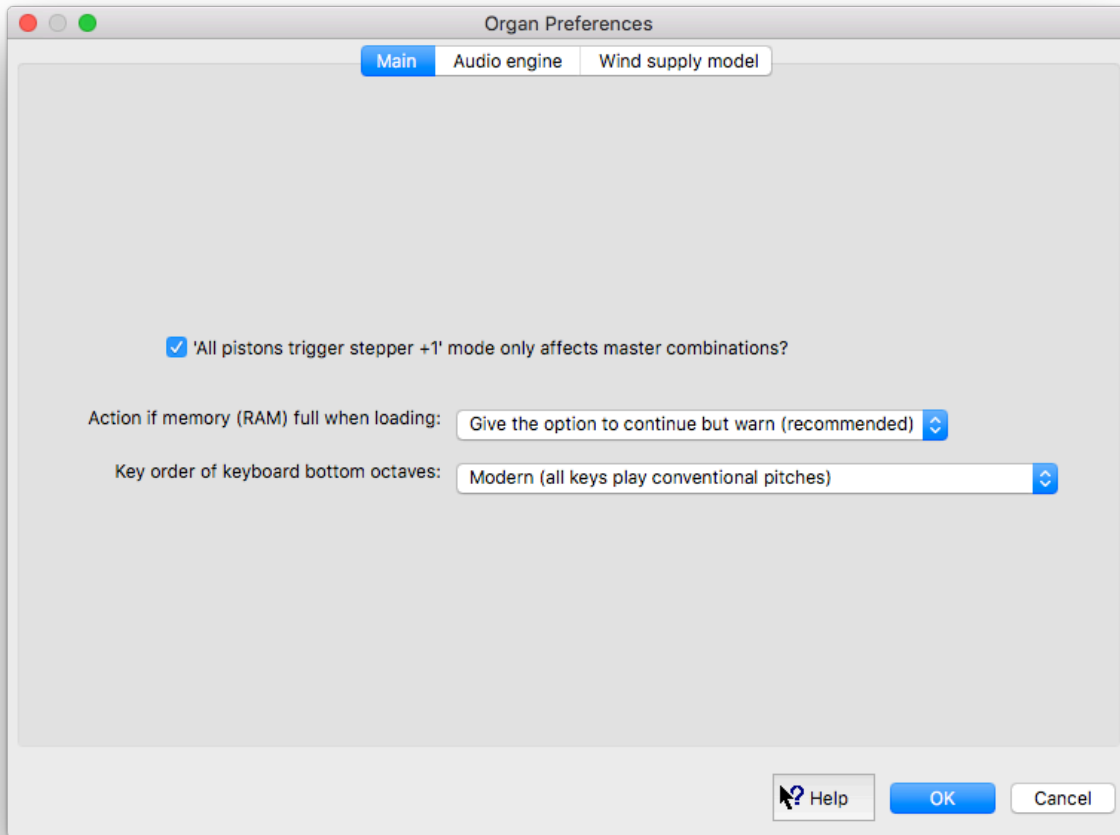 Organ Preferences
Main Audio engine Wind supply model
'All pistons trigger stepper +1' mode only affects master combinations?
Action if memory (RAM) full when loading: Give the option to continue but warn (recommended)
Key order of keyboard bottom octaves: Modern (all keys play conventional pitches)
? Help OK Cancel